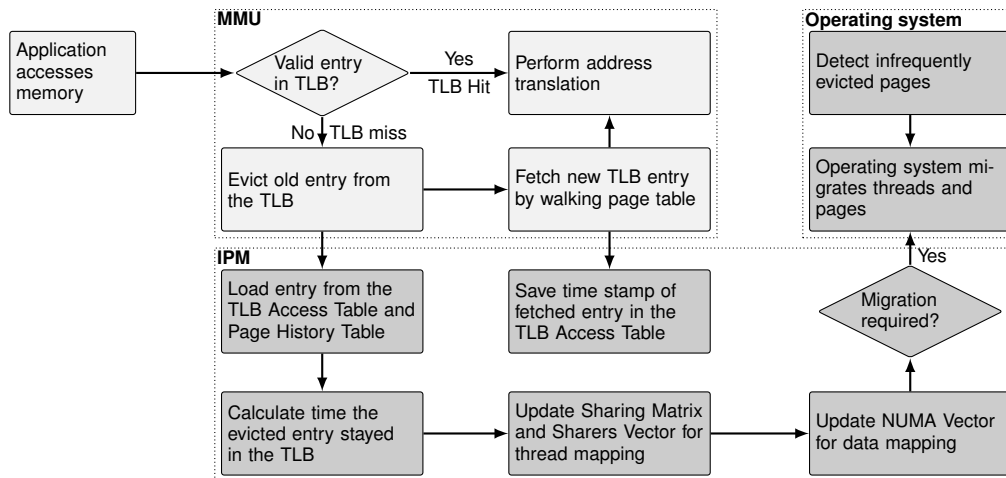 MMU
Operating system
Application
accesses
memory
Valid entry
in TLB?
Yes
TLB Hit
Perform address
translation
Detect infrequently
evicted pages
No TLB miss
Evict old entry from
the TLB
Fetch new TLB entry
by walking page table
Operating system mi-
grates threads and
pages
IPM
Yes
Load entry from the
TLB Access Table and
Page History Table
Save time stamp of
fetched entry in the
TLB Access Table
Migration
required?
Calculate time the
evicted entry stayed
in the TLB
Update Sharing Matrix
and Sharers Vector for
thread mapping
Update NUMA Vector
for data mapping